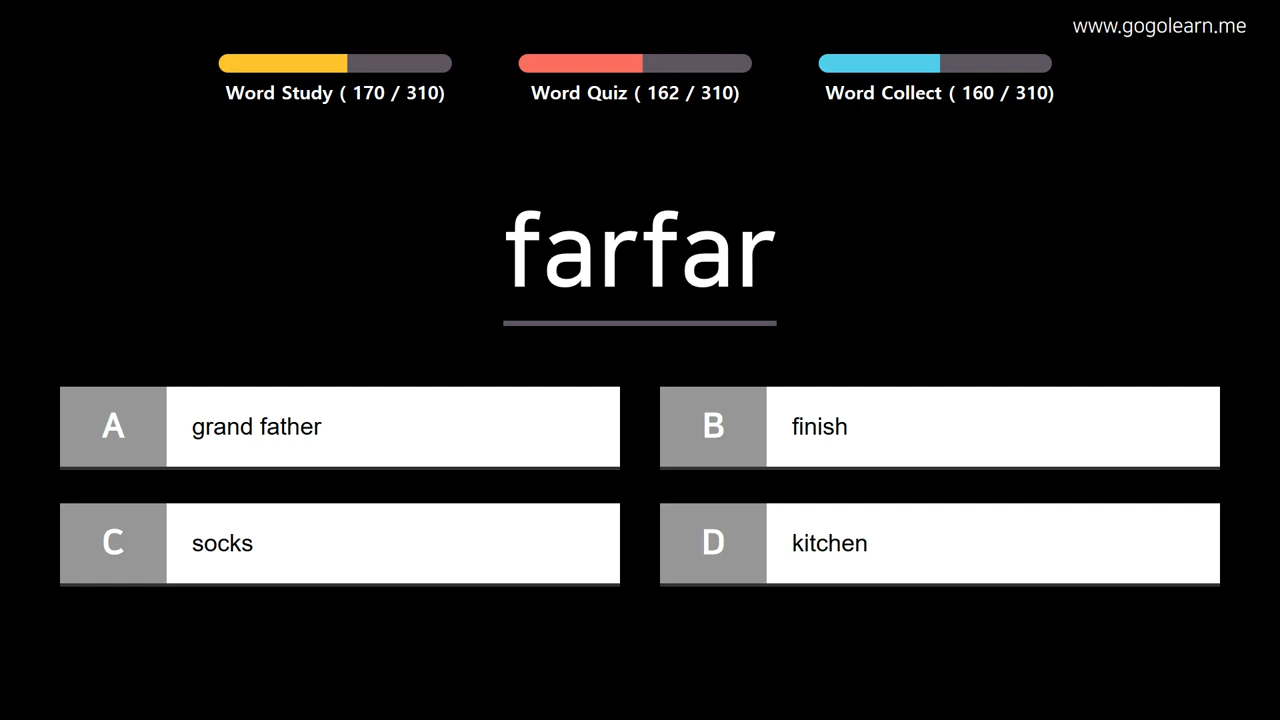 www.gogolearn.me
Word Study ( 170 / 310)
Word Quiz ( 162 / 310)
Word Collect ( 160 / 310)
farfar
A grand father
B finish
C socks
D kitchen